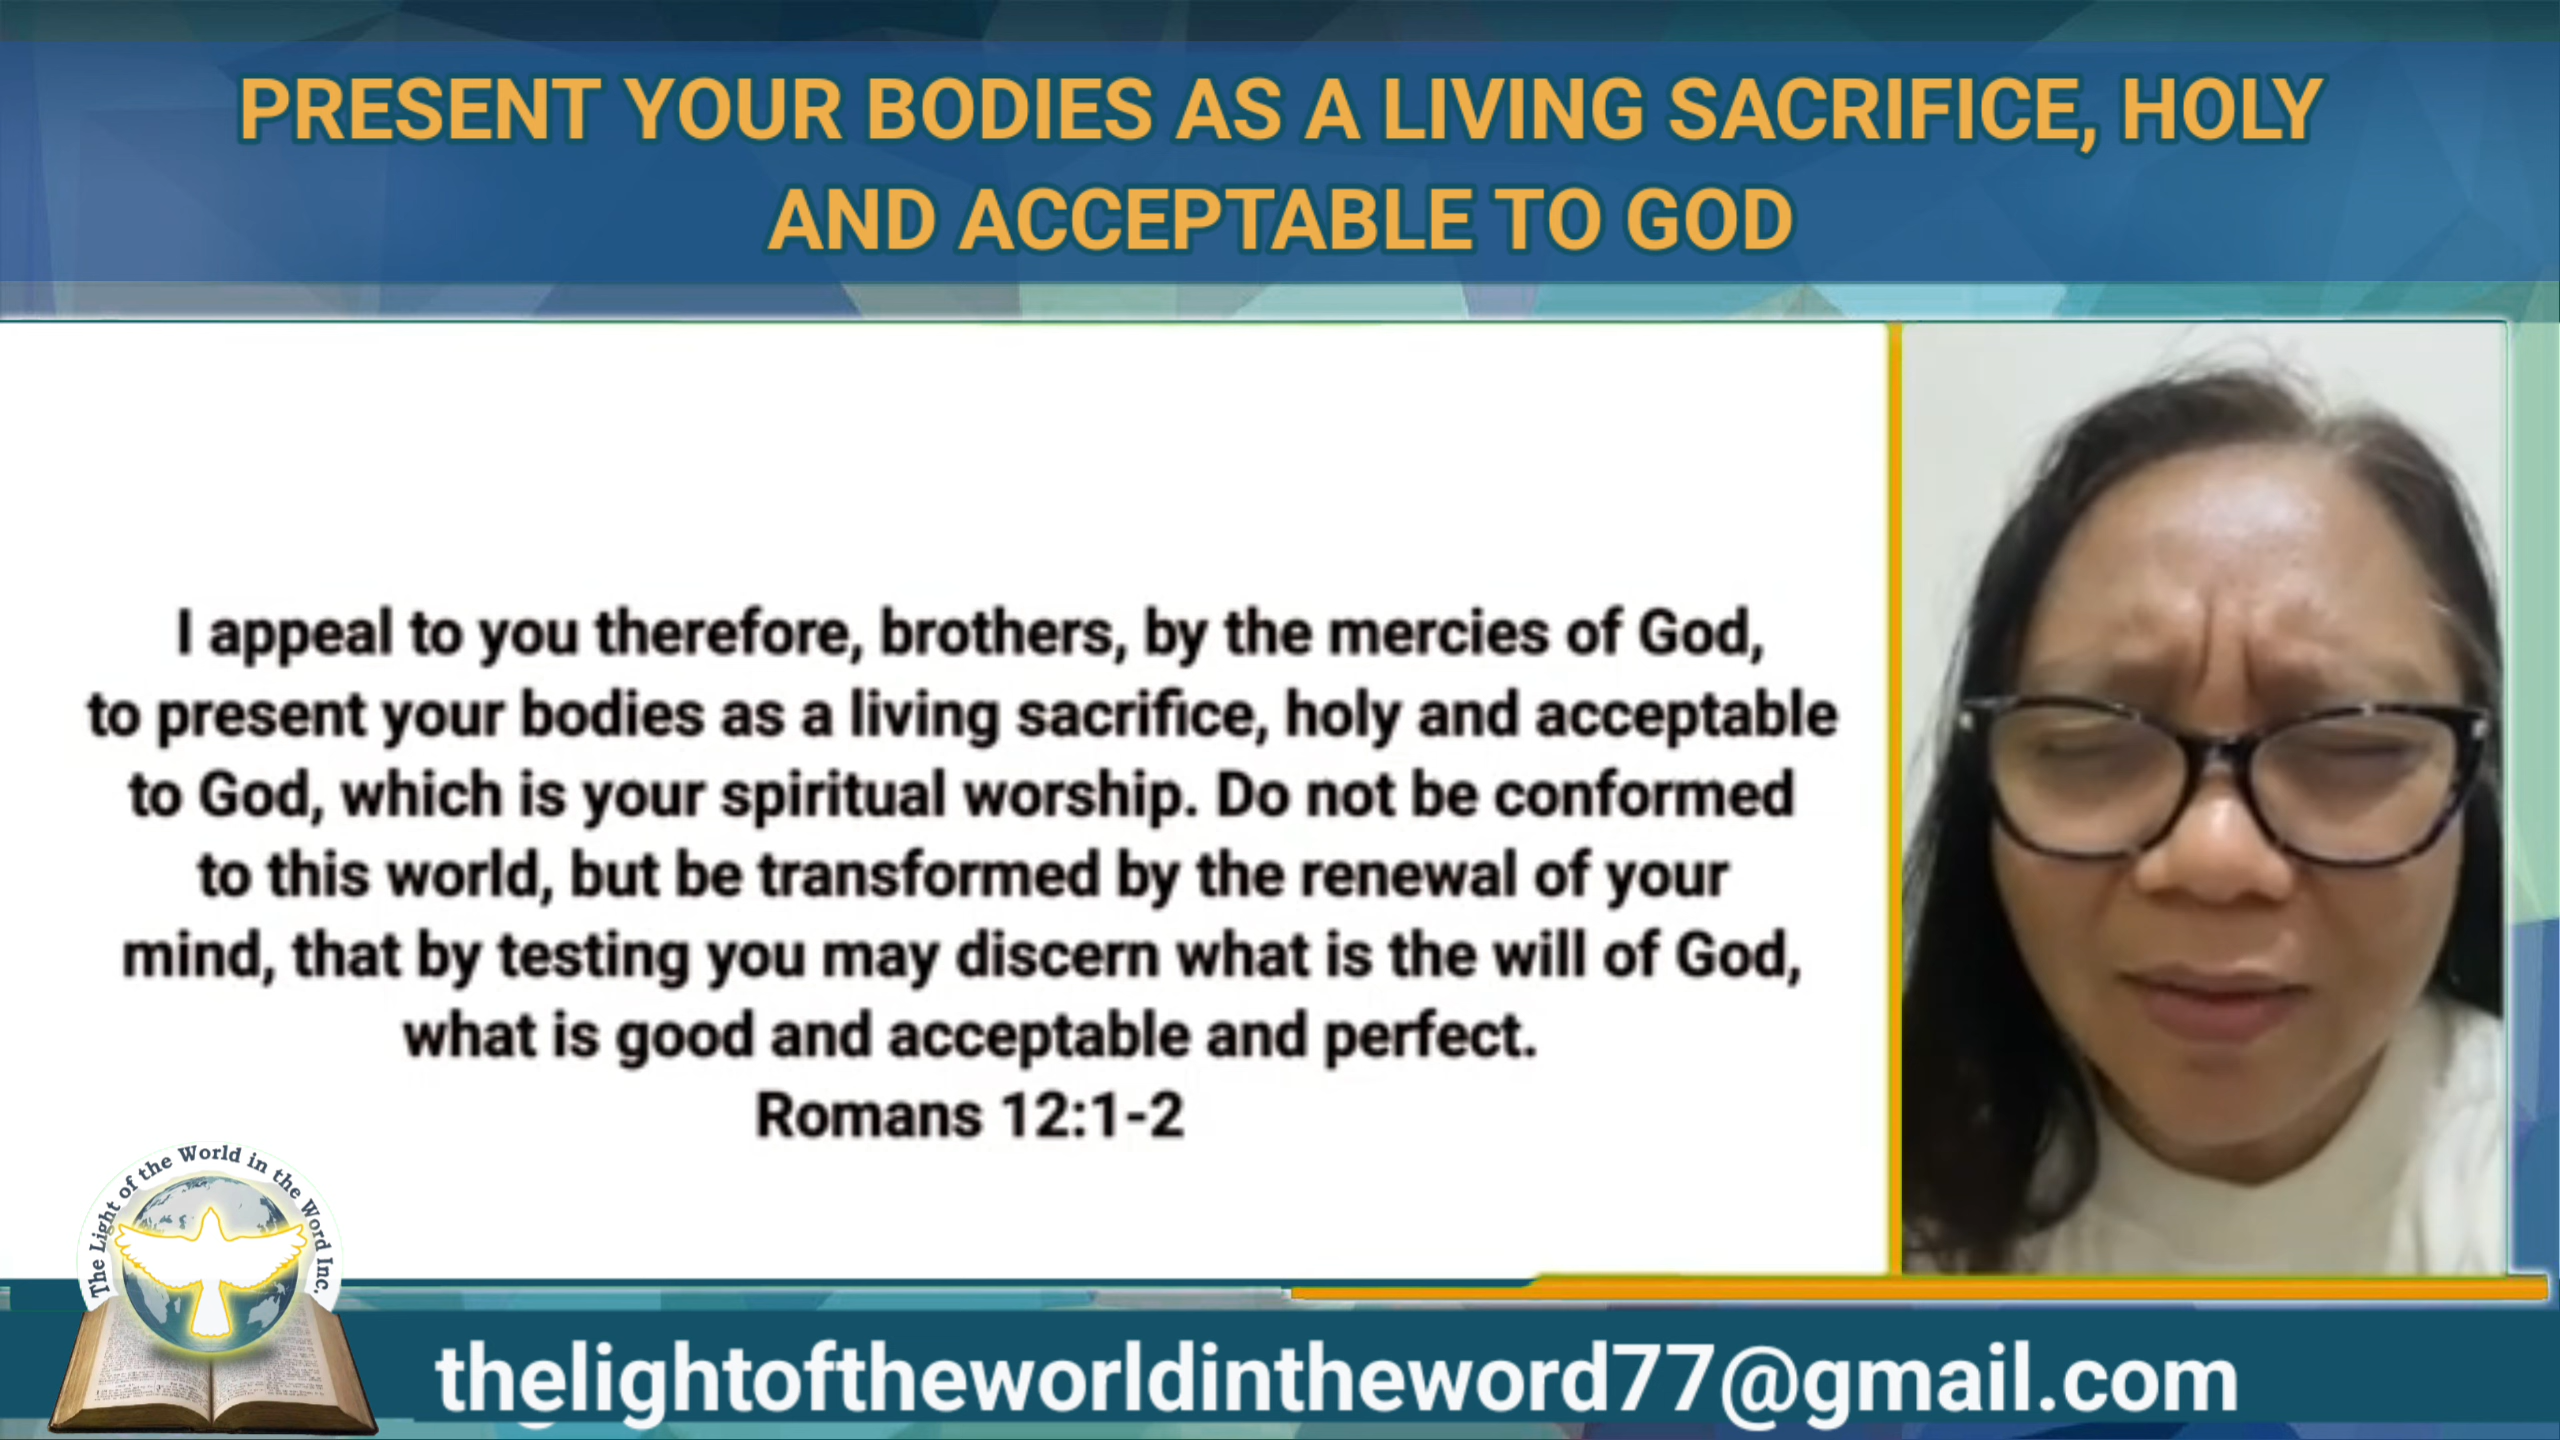 PRESENT YOUR BODIES AS A LIVING SACRIFICE, HOLY
AND ACCEPTABLE TO GOD
I appeal to you therefore, brothers, by the mercies of God,
to present your bodies as a living sacrifice, holy and acceptable
to God, which is your spiritual worship. Do not be conformed
to this world, but be transformed by the renewal of your
mind, that by testing you may discern what is the will of God,
what is good and acceptable and perfect.
Romans 12:1-2
The Light of the World in the Word Inc.
thelightoftheworldintheword77@gmail.com